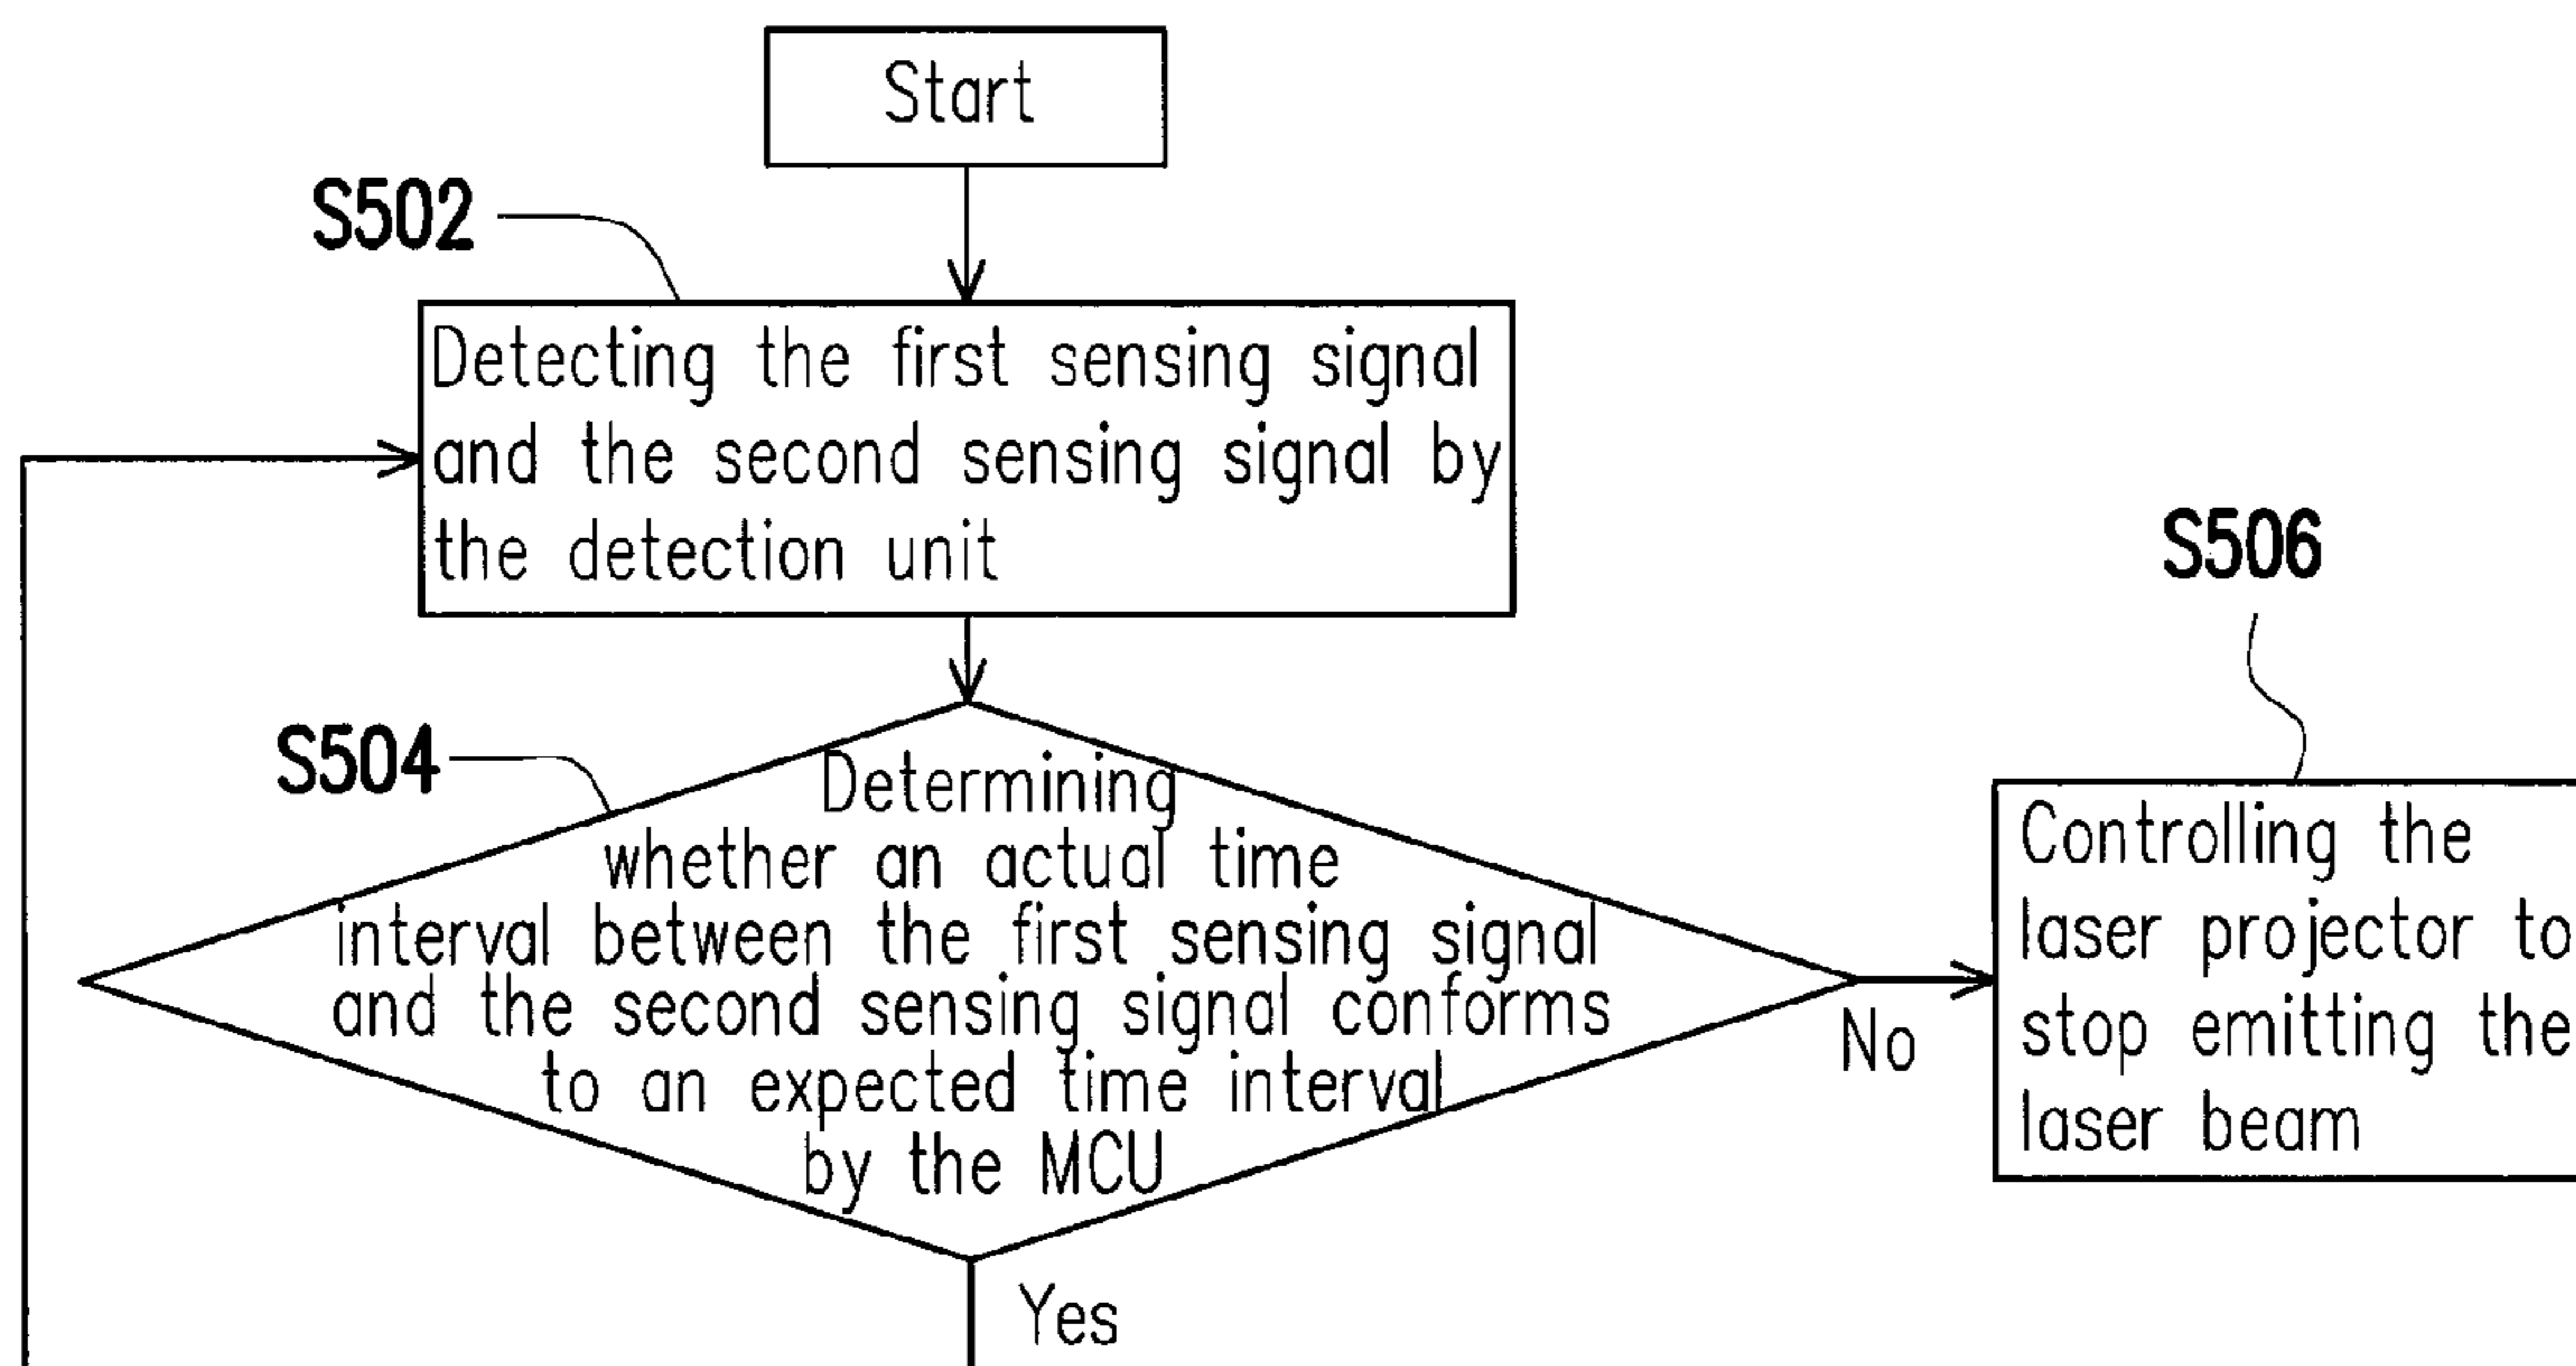 Start
S502
Detecting the first sensing signal
and the second sensing signal by
the detection unit
S504
Determining
whether an actual time
interval between the first sensing signal
and the second sensing signal conforms
to an expected time interval
by the MCU
No
S506
Controlling the
laser projector to
stop emitting the
laser beam
Yes